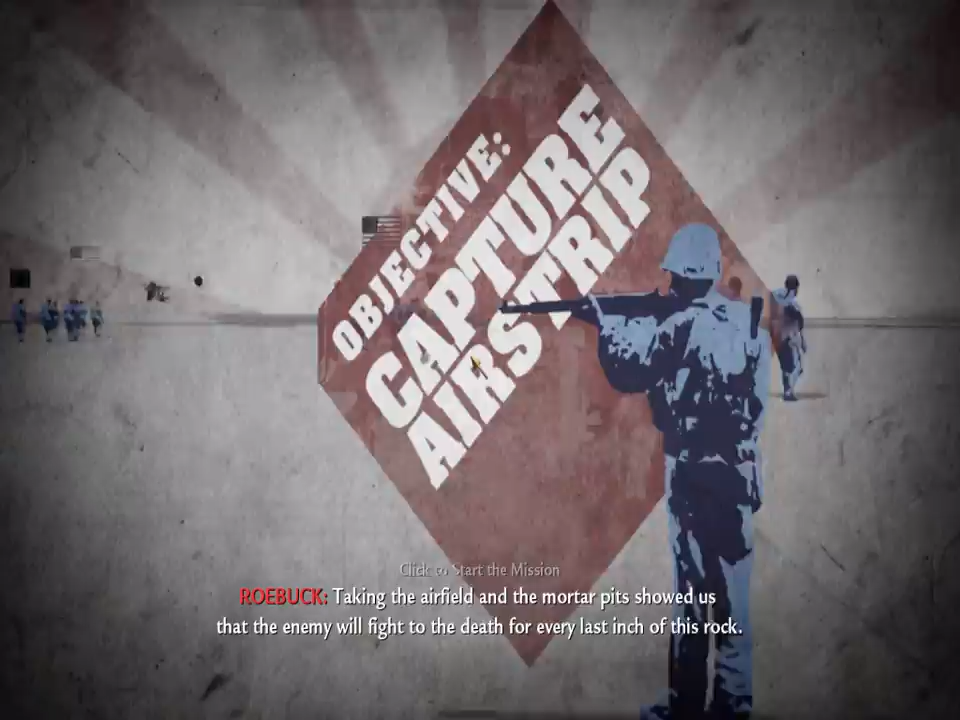 OBJECTIVE:
CAPTURE
AIRSTRIP
Click to Start the Mission
ROEBUCK: Taking the airfield and the mortar pits showed us
that the enemy will fight to the death for every last inch of this rock.